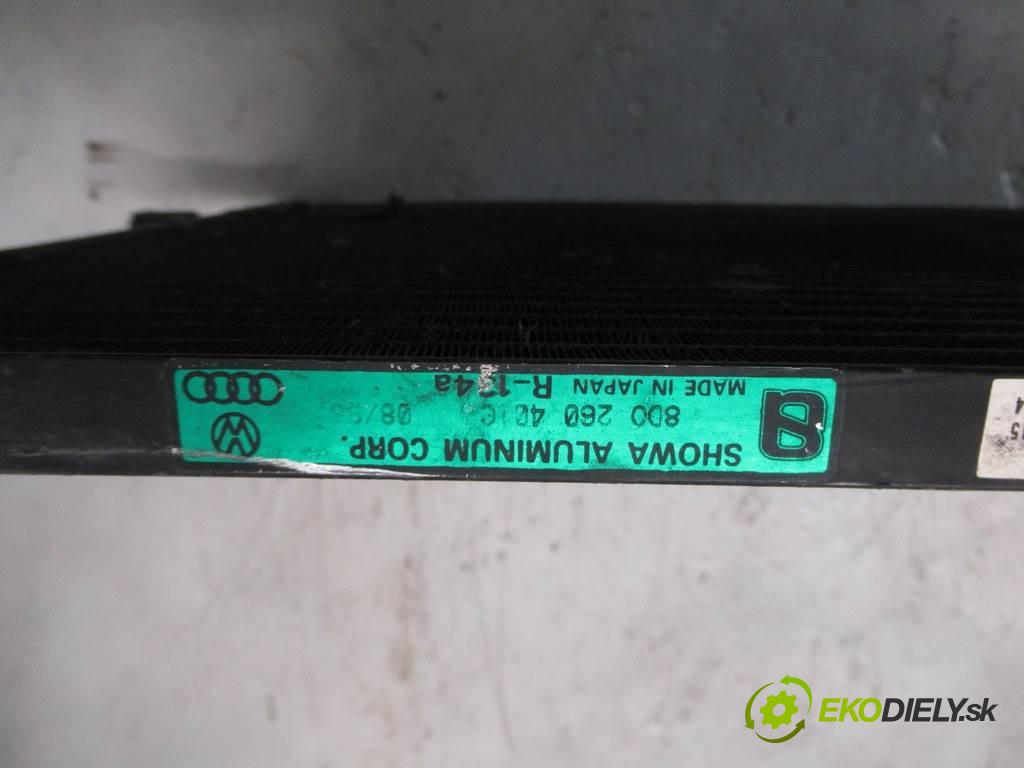 SHOWA ALUMINUM CORP.
8D0 260 401C
MADE IN JAPAN R-134a
EKODIELY.sk